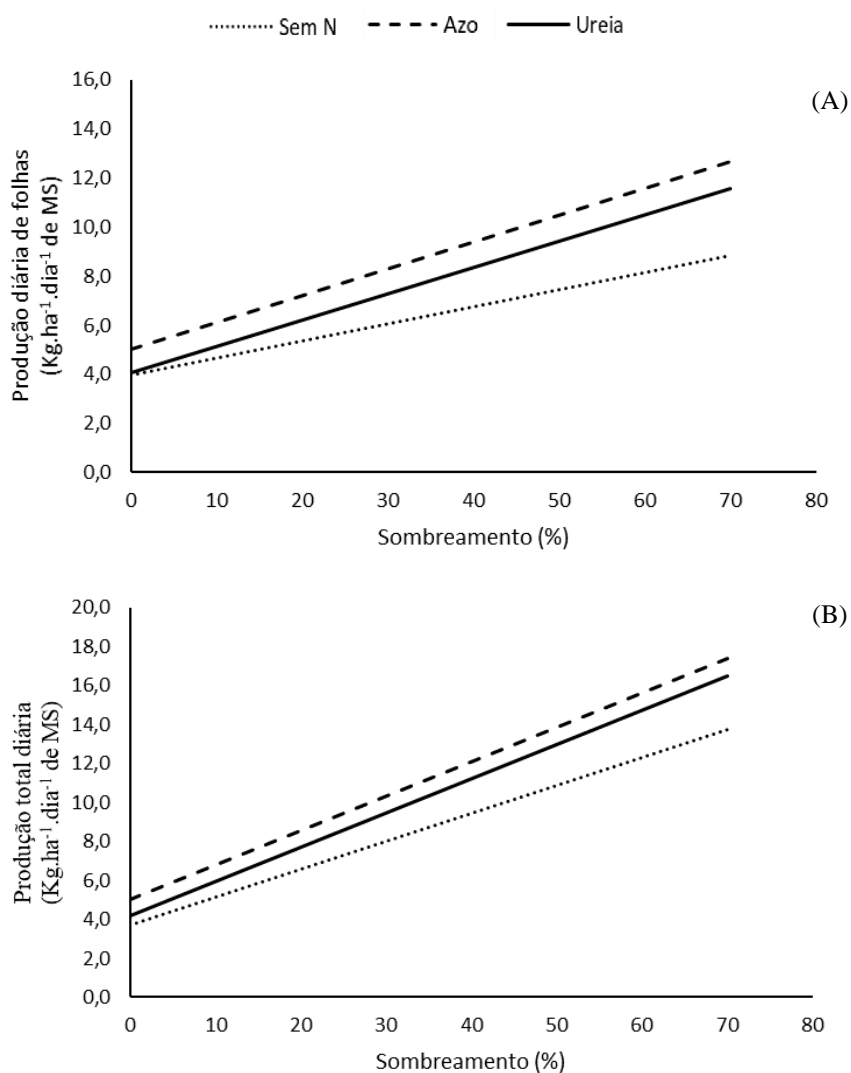 Sem N Azo Ureia
(A)
Produção diária de folhas
(Kg.ha⁻¹.dia⁻¹ de MS)
16,0
14,0
12,0
10,0
8,0
6,0
4,0
2,0
0,0
0 10 20 30 40 50 60 70 80
Sombreamento (%)
(B)
Produção total diária
(Kg.ha⁻¹.dia⁻¹ de MS)
20,0
18,0
16,0
14,0
12,0
10,0
8,0
6,0
4,0
2,0
0,0
0 10 20 30 40 50 60 70 80
Sombreamento (%)